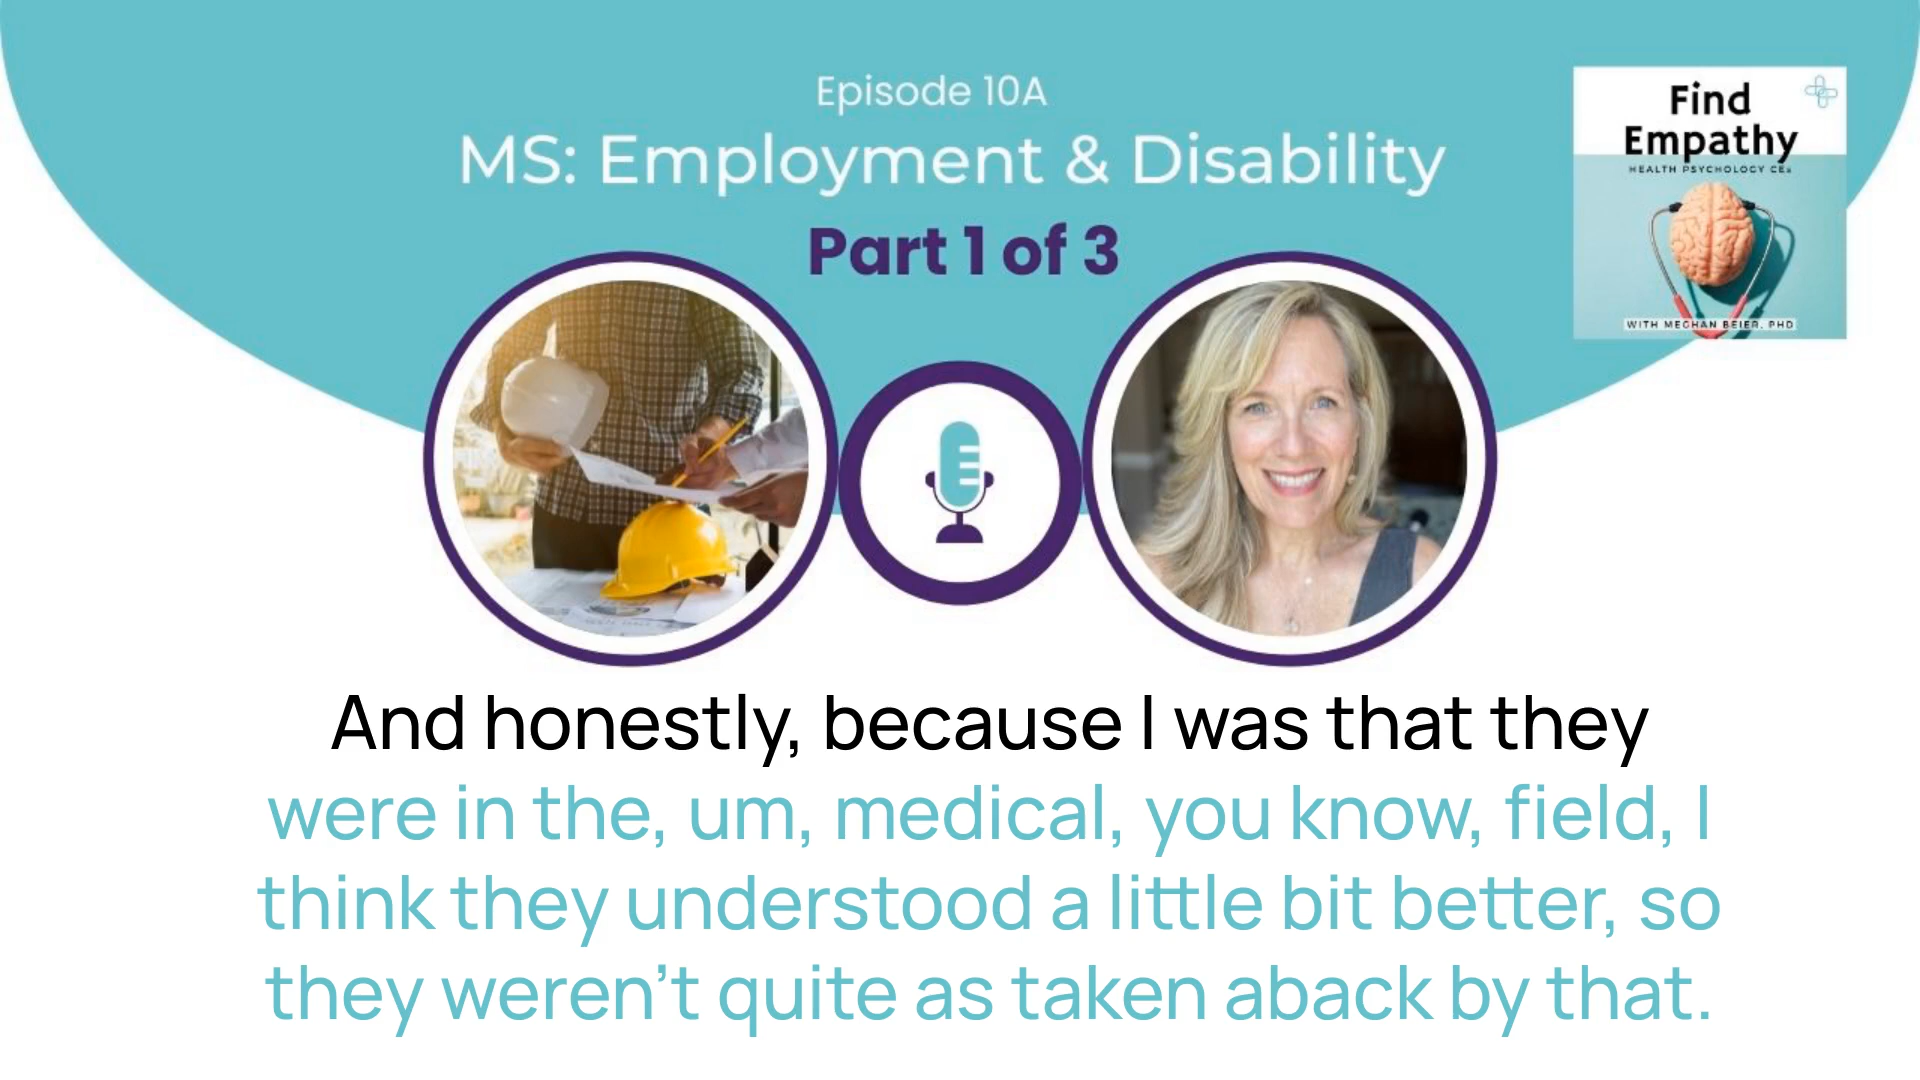 Episode 10A
MS: Employment & Disability
Part 1 of 3
Find
Empathy
HEALTH PSYCHOLOGY CEs
WITH MEGHAN BEIER, PHD
And honestly, because I was that they
were in the, um, medical, you know, field, I
think they understood a little bit better, so
they weren't quite as taken aback by that.